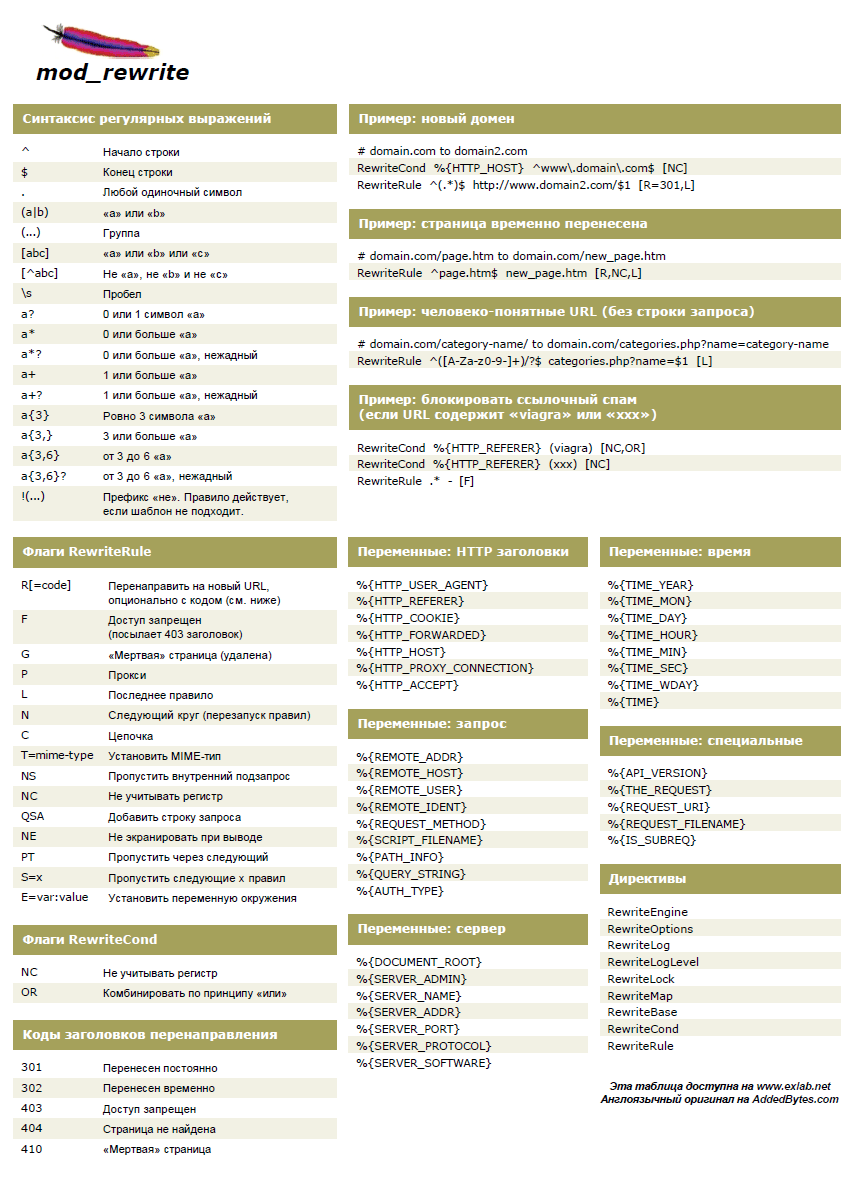 mod_rewrite
Синтаксис регулярных выражений
^ Начало строки
$ Конец строки
. Любой одиночный символ
(a|b) «a» или «b»
(...) Группа
[abc] «a» или «b» или «c»
[^abc] Не «a», не «b» и не «c»
\s Пробел
a? 0 или 1 символ «a»
a* 0 или больше «a»
a*? 0 или больше «a», нежадный
a+ 1 или больше «a»
a+? 1 или больше «a», нежадный
a{3} Ровно 3 символа «a»
a{3,} 3 или больше «a»
a{3,6} от 3 до 6 «a»
a{3,6}? от 3 до 6 «a», нежадный
!(...) Префикс «не». Правило действует,
если шаблон не подходит.
Пример: новый домен
# domain.com to domain2.com
RewriteCond %{HTTP_HOST} ^www\.domain\.com$ [NC]
RewriteRule ^(.*)$ http://www.domain2.com/$1 [R=301,L]
Пример: страница временно перенесена
# domain.com/page.htm to domain.com/new_page.htm
RewriteRule ^page.htm$ new_page.htm [R,NC,L]
Пример: человеко-понятные URL (без строки запроса)
# domain.com/category-name/ to domain.com/categories.php?name=category-name
RewriteRule ^([A-Za-z0-9-]+)/?$ categories.php?name=$1 [L]
Пример: блокировать ссылочный спам
(если URL содержит «viagra» или «xxx»)
RewriteCond %{HTTP_REFERER} (viagra) [NC,OR]
RewriteCond %{HTTP_REFERER} (xxx) [NC]
RewriteRule .* - [F]
Флаги RewriteRule
R[=code] Перенаправить на новый URL,
опционально с кодом (см. ниже)
F Доступ запрещен
(посылает 403 заголовок)
G «Мертвая» страница (удалена)
P Прокси
L Последнее правило
N Следующий круг (перезапуск правил)
C Цепочка
T=mime-type Установить MIME-тип
NS Пропустить внутренний подзапрос
NC Не учитывать регистр
QSA Добавить строку запроса
NE Не экранировать при выводе
PT Пропустить через следующий
S=x Пропустить следующие x правил
E=var:value Установить переменную окружения
Флаги RewriteCond
NC Не учитывать регистр
OR Комбинировать по принципу «или»
Коды заголовков перенаправления
301 Перенесен постоянно
302 Перенесен временно
403 Доступ запрещен
404 Страница не найдена
410 «Мертвая» страница
Переменные: HTTP заголовки
%{HTTP_USER_AGENT}
%{HTTP_REFERER}
%{HTTP_COOKIE}
%{HTTP_FORWARDED}
%{HTTP_HOST}
%{HTTP_PROXY_CONNECTION}
%{HTTP_ACCEPT}
Переменные: запрос
%{REMOTE_ADDR}
%{REMOTE_HOST}
%{REMOTE_USER}
%{REMOTE_IDENT}
%{REQUEST_METHOD}
%{SCRIPT_FILENAME}
%{PATH_INFO}
%{QUERY_STRING}
%{AUTH_TYPE}
Переменные: сервер
%{DOCUMENT_ROOT}
%{SERVER_ADMIN}
%{SERVER_NAME}
%{SERVER_ADDR}
%{SERVER_PORT}
%{SERVER_PROTOCOL}
%{SERVER_SOFTWARE}
Переменные: время
%{TIME_YEAR}
%{TIME_MON}
%{TIME_DAY}
%{TIME_HOUR}
%{TIME_MIN}
%{TIME_SEC}
%{TIME_WDAY}
%{TIME}
Переменные: специальные
%{API_VERSION}
%{THE_REQUEST}
%{REQUEST_URI}
%{REQUEST_FILENAME}
%{IS_SUBREQ}
Директивы
RewriteEngine
RewriteOptions
RewriteLog
RewriteLogLevel
RewriteLock
RewriteMap
RewriteBase
RewriteCond
RewriteRule
Эта таблица доступна на www.exlab.net
Англоязычный оригинал на AddedBytes.com